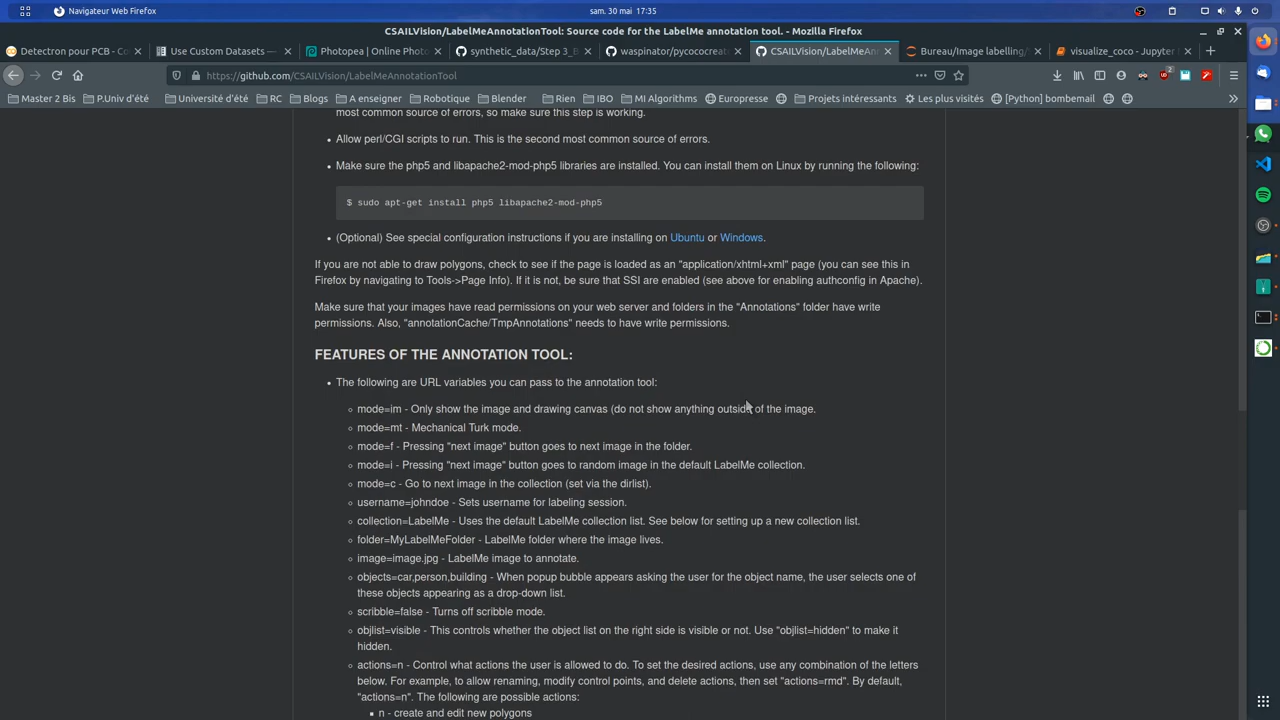 Navigateur Web Firefox
sam. 30 mai 17:35
CSAILVision/LabelMeAnnotationTool: Source code for the LabelMe annotation tool. - Mozilla Firefox
Detectron pour PCB - Co
Use Custom Datasets —
Photopea | Online Photo
synthetic_data/Step 3_B
waspinator/pycococreat
CSAILVision/LabelMeAnn
Bureau/Image labelling/
visualize_coco - Jupyter
https://github.com/CSAILVision/LabelMeAnnotationTool
2
Master 2 Bis
P.Univ d'été
Université d'été
RC
Blogs
A enseigner
Robotique
Blender
Rien
IBO
MI Algorithms
Europresse
Projets intéressants
Les plus visités
[Python] bombemail
most common source of errors, so make sure this step is working.
• Allow perl/CGI scripts to run. This is the second most common source of errors.
• Make sure the php5 and libapache2-mod-php5 libraries are installed. You can install them on Linux by running the following:
$ sudo apt-get install php5 libapache2-mod-php5
• (Optional) See special configuration instructions if you are installing on Ubuntu or Windows.
If you are not able to draw polygons, check to see if the page is loaded as an "application/xhtml+xml" page (you can see this in
Firefox by navigating to Tools->Page Info). If it is not, be sure that SSI are enabled (see above for enabling authconfig in Apache).
Make sure that your images have read permissions on your web server and folders in the "Annotations" folder have write
permissions. Also, "annotationCache/TmpAnnotations" needs to have write permissions.
FEATURES OF THE ANNOTATION TOOL:
• The following are URL variables you can pass to the annotation tool:
◦ mode=im - Only show the image and drawing canvas (do not show anything outside of the image.
◦ mode=mt - Mechanical Turk mode.
◦ mode=f - Pressing "next image" button goes to next image in the folder.
◦ mode=i - Pressing "next image" button goes to random image in the default LabelMe collection.
◦ mode=c - Go to next image in the collection (set via the dirlist).
◦ username=johndoe - Sets username for labeling session.
◦ collection=LabelMe - Uses the default LabelMe collection list. See below for setting up a new collection list.
◦ folder=MyLabelMeFolder - LabelMe folder where the image lives.
◦ image=image.jpg - LabelMe image to annotate.
◦ objects=car,person,building - When popup bubble appears asking the user for the object name, the user selects one of
these objects appearing as a drop-down list.
◦ scribble=false - Turns off scribble mode.
◦ objlist=visible - This controls whether the object list on the right side is visible or not. Use "objlist=hidden" to make it
hidden.
◦ actions=n - Control what actions the user is allowed to do. To set the desired actions, use any combination of the letters
below. For example, to allow renaming, modify control points, and delete actions, then set "actions=rmd". By default,
"actions=n". The following are possible actions:
▪ n - create and edit new polygons